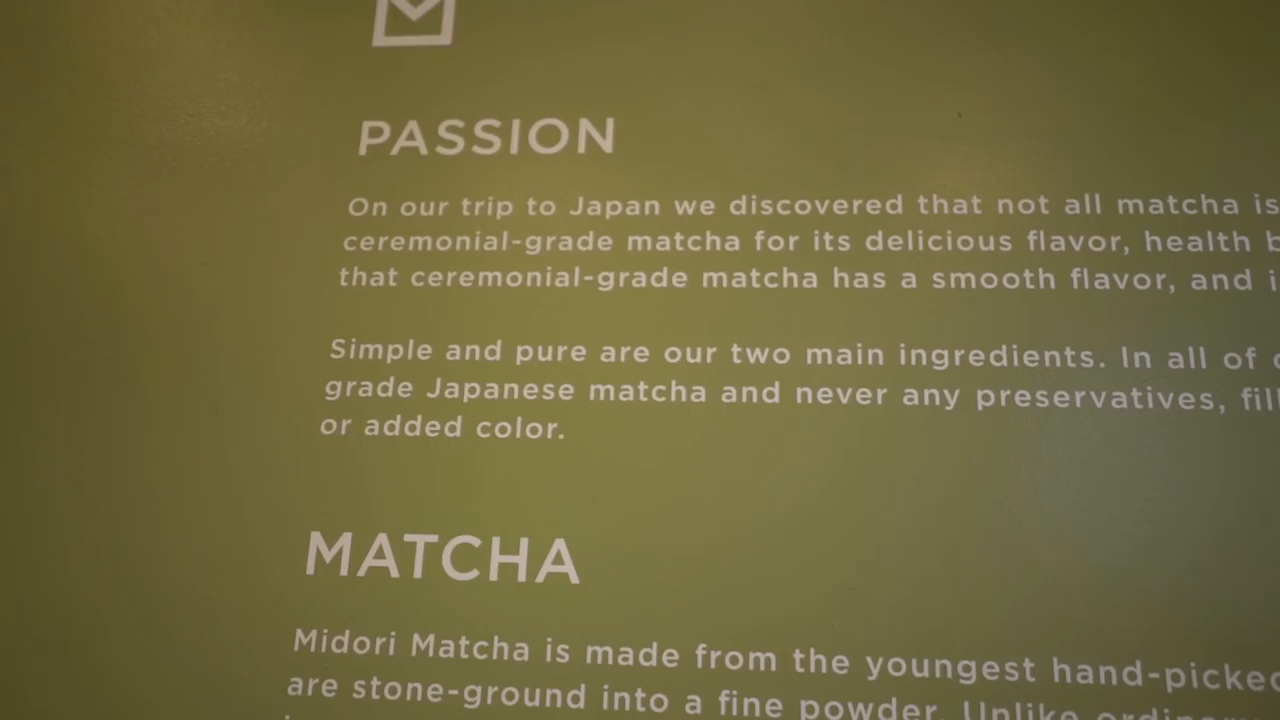 PASSION
On our trip to Japan we discovered that not all matcha is
ceremonial-grade matcha for its delicious flavor, health
that ceremonial-grade matcha has a smooth flavor, and
Simple and pure are our two main ingredients. In all of
grade Japanese matcha and never any preservatives,
or added color.
MATCHA
Midori Matcha is made from the youngest hand-picked
are stone-ground into a fine powder. Unlike